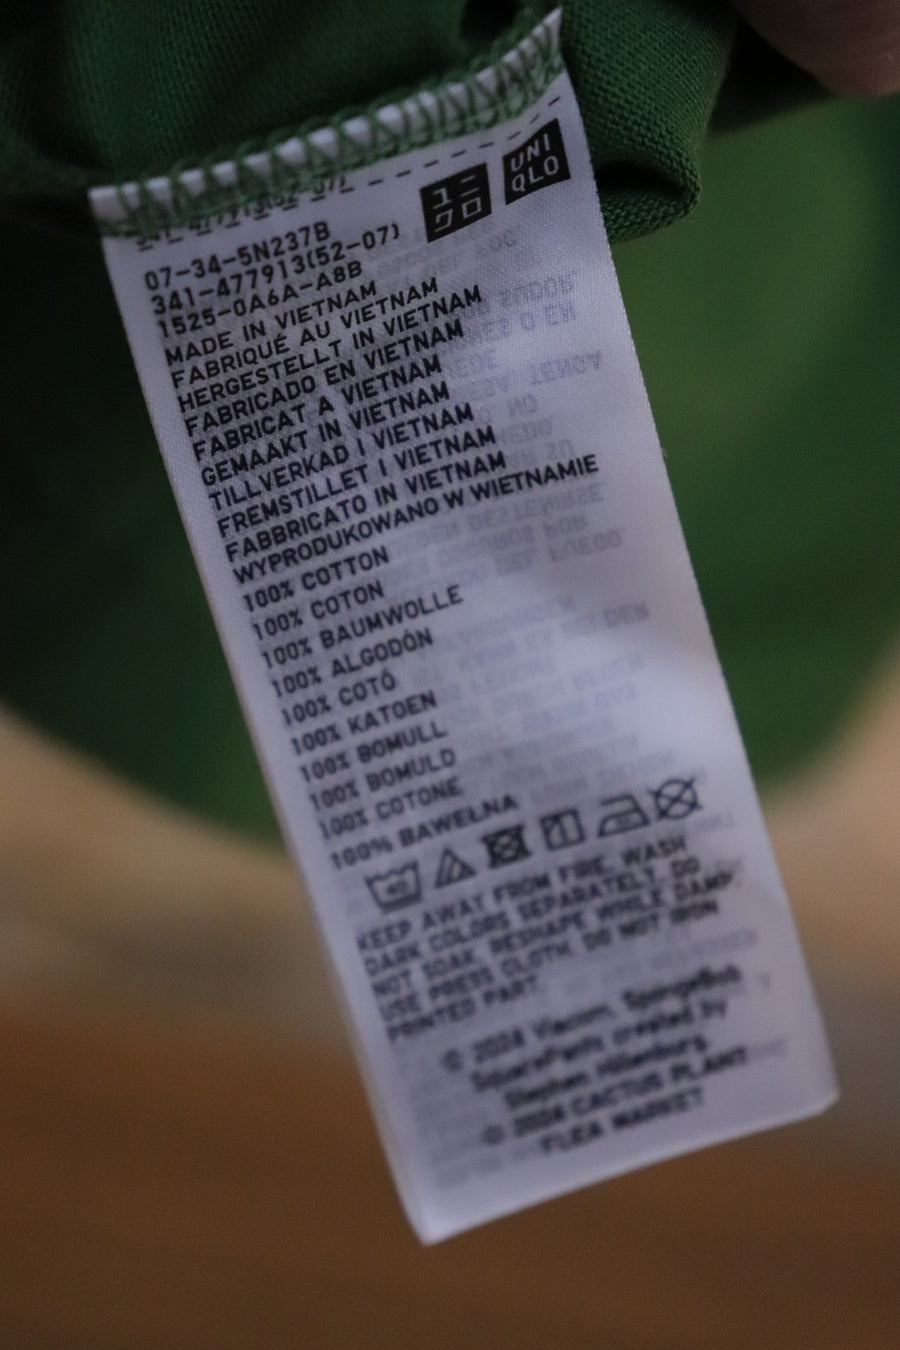 ユニ
クロ
UNI
QLO
07-34-5N237B
341-477913(52-07)
1525-0A6A-A8B
MADE IN VIETNAM
FABRIQUÉ AU VIETNAM
HERGESTELLT IN VIETNAM
FABRICADO EN VIETNAM
FABRICAT A VIETNAM
GEMAAKT IN VIETNAM
TILLVERKAD I VIETNAM
FREMSTILLET I VIETNAM
FABBRICATO IN VIETNAM
WYPRODUKOWANO W WIETNAMIE
100% COTTON
100% COTON
100% BAUMWOLLE
100% ALGODÓN
100% COTÓ
100% KATOEN
100% BOMULL
100% BOMULD
100% COTONE
100% BAWEŁNA
40
KEEP AWAY FROM FIRE. WASH
DARK COLORS SEPARATELY. DO
NOT SOAK. RESHAPE WHILE DAMP.
USE PRESS CLOTH. DO NOT IRON
PRINTED PART.
© 2024 Viacom. SpongeBob
SquarePants created by
Stephen Hillenburg
© 2024 CACTUS PLANT
FLEA MARKET